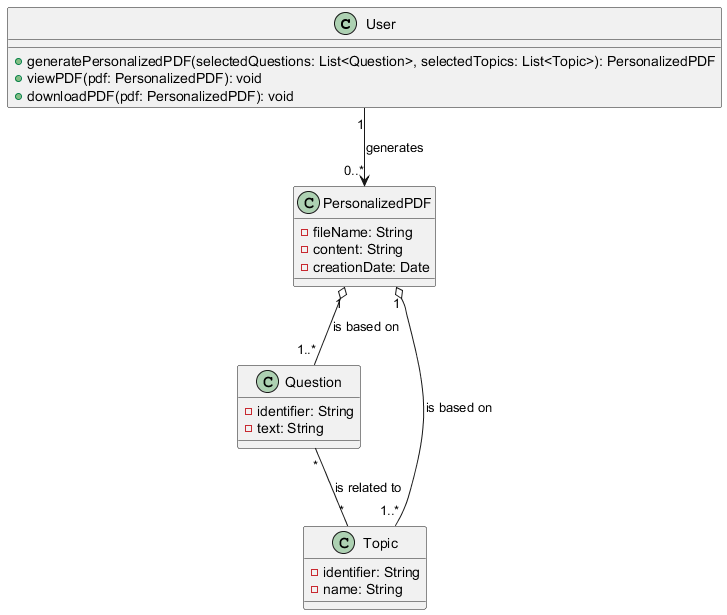 C User
generatePersonalizedPDF(selectedQuestions: List<Question>, selectedTopics: List<Topic>): PersonalizedPDF
viewPDF(pdf: PersonalizedPDF): void
downloadPDF(pdf: PersonalizedPDF): void
1
generates
0..*
C PersonalizedPDF
fileName: String
content: String
creationDate: Date
1 1
is based on
1..*
C Question
identifier: String
text: String
is based on
*
is related to
* 1..*
C Topic
identifier: String
name: String